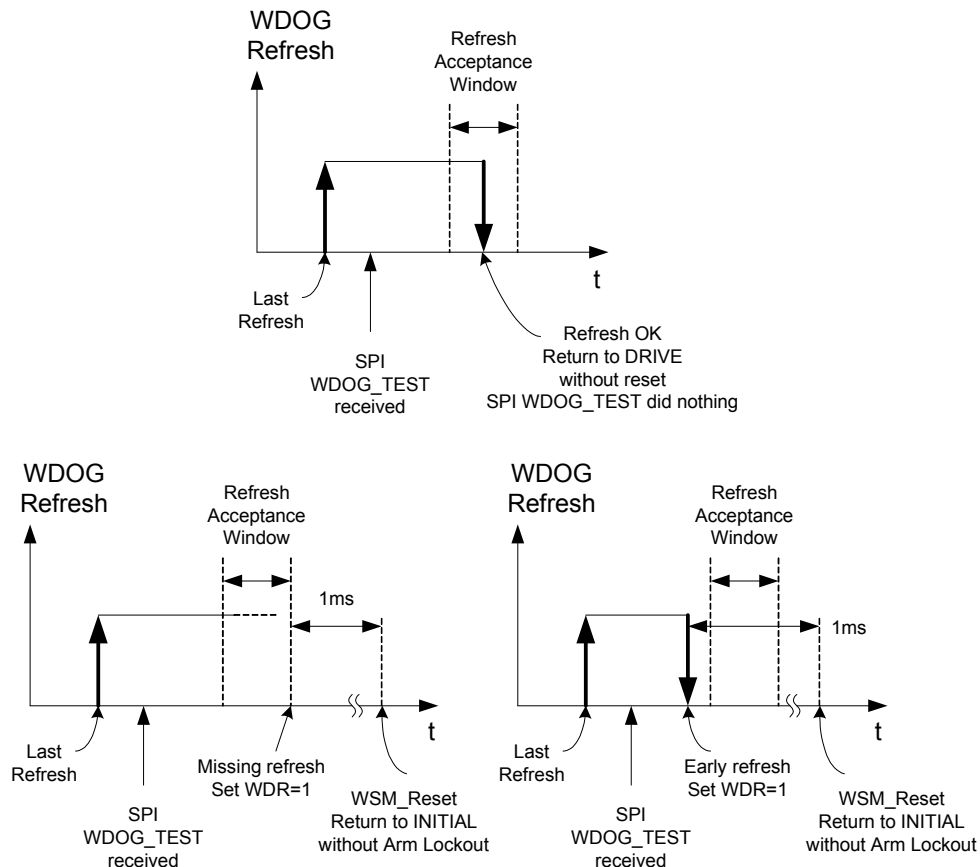 WDOG
Refresh
Refresh
Acceptance
Window
t
Last
Refresh
SPI
WDOG_TEST
received
Refresh OK
Return to DRIVE
without reset
SPI WDOG_TEST did nothing
WDOG
Refresh
Refresh
Acceptance
Window
1ms
t
Last
Refresh
SPI
WDOG_TEST
received
Missing refresh
Set WDR=1
WSM_Reset
Return to INITIAL
without Arm Lockout
WDOG
Refresh
Refresh
Acceptance
Window
1ms
t
Last
Refresh
SPI
WDOG_TEST
received
Early refresh
Set WDR=1
WSM_Reset
Return to INITIAL
without Arm Lockout